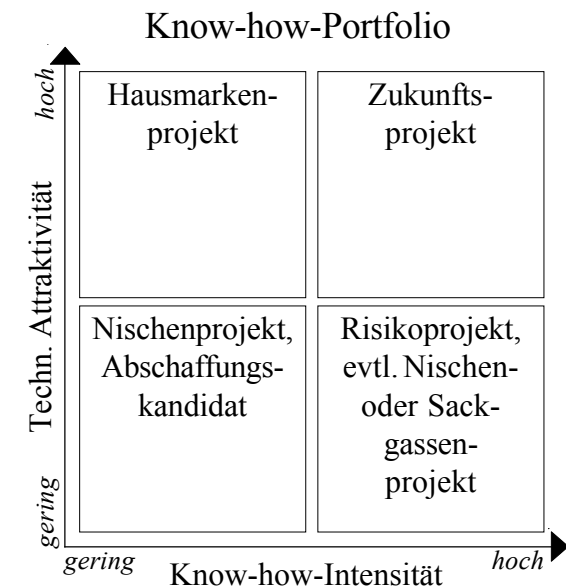 Know-how-Portfolio
hoch
Hausmarken-
projekt
Zukunfts-
projekt
Techn. Attraktivität
Nischenprojekt,
Abschaffungs-
kandidat
Risikoprojekt,
evtl. Nischen-
oder Sack-
gassen-
projekt
gering
gering
Know-how-Intensität
hoch